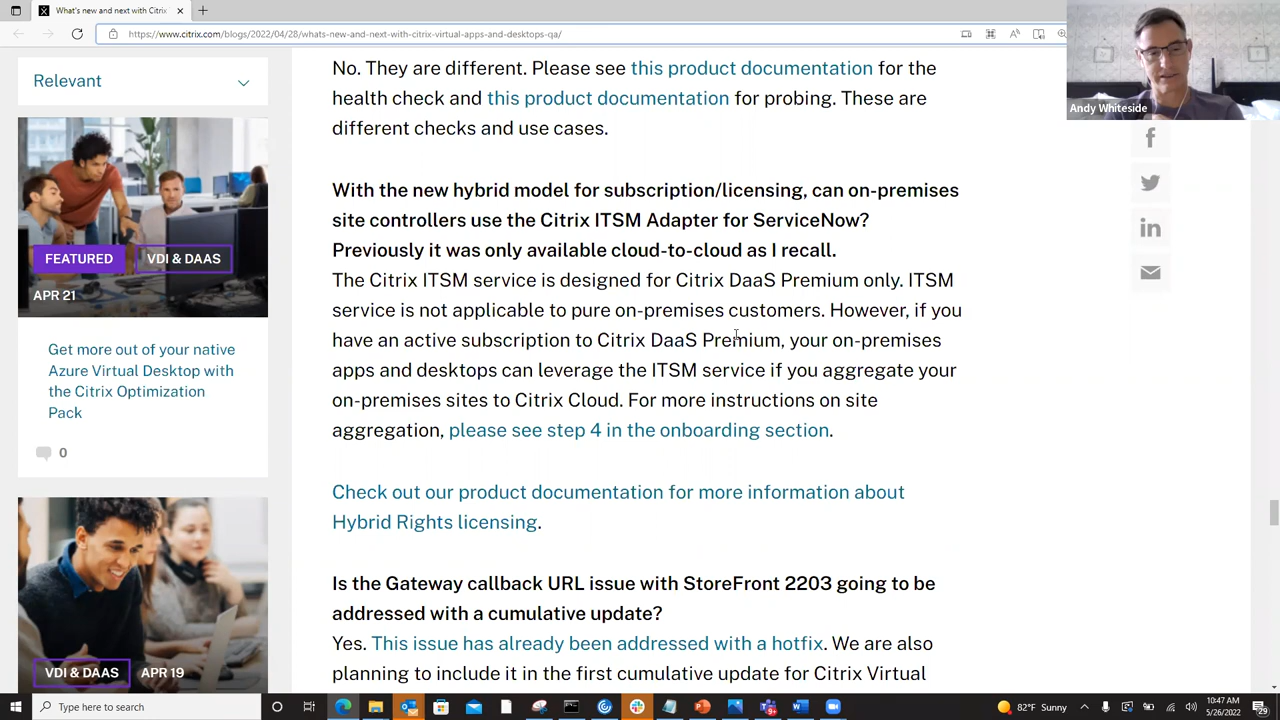 What's new and next with Citrix
https://www.citrix.com/blogs/2022/04/28/whats-new-and-next-with-citrix-virtual-apps-and-desktops-qa/
Andy Whiteside
Relevant
FEATURED
VDI & DAAS
APR 21
Get more out of your native
Azure Virtual Desktop with
the Citrix Optimization
Pack
0
VDI & DAAS
APR 19
No. They are different. Please see this product documentation for the
health check and this product documentation for probing. These are
different checks and use cases.
With the new hybrid model for subscription/licensing, can on-premises
site controllers use the Citrix ITSM Adapter for ServiceNow?
Previously it was only available cloud-to-cloud as I recall.
The Citrix ITSM service is designed for Citrix DaaS Premium only. ITSM
service is not applicable to pure on-premises customers. However, if you
have an active subscription to Citrix DaaS Premium, your on-premises
apps and desktops can leverage the ITSM service if you aggregate your
on-premises sites to Citrix Cloud. For more instructions on site
aggregation, please see step 4 in the onboarding section.
Check out our product documentation for more information about
Hybrid Rights licensing.
Is the Gateway callback URL issue with StoreFront 2203 going to be
addressed with a cumulative update?
Yes. This issue has already been addressed with a hotfix. We are also
planning to include it in the first cumulative update for Citrix Virtual
Type here to search
82°F Sunny
10:47 AM
5/26/2022
29